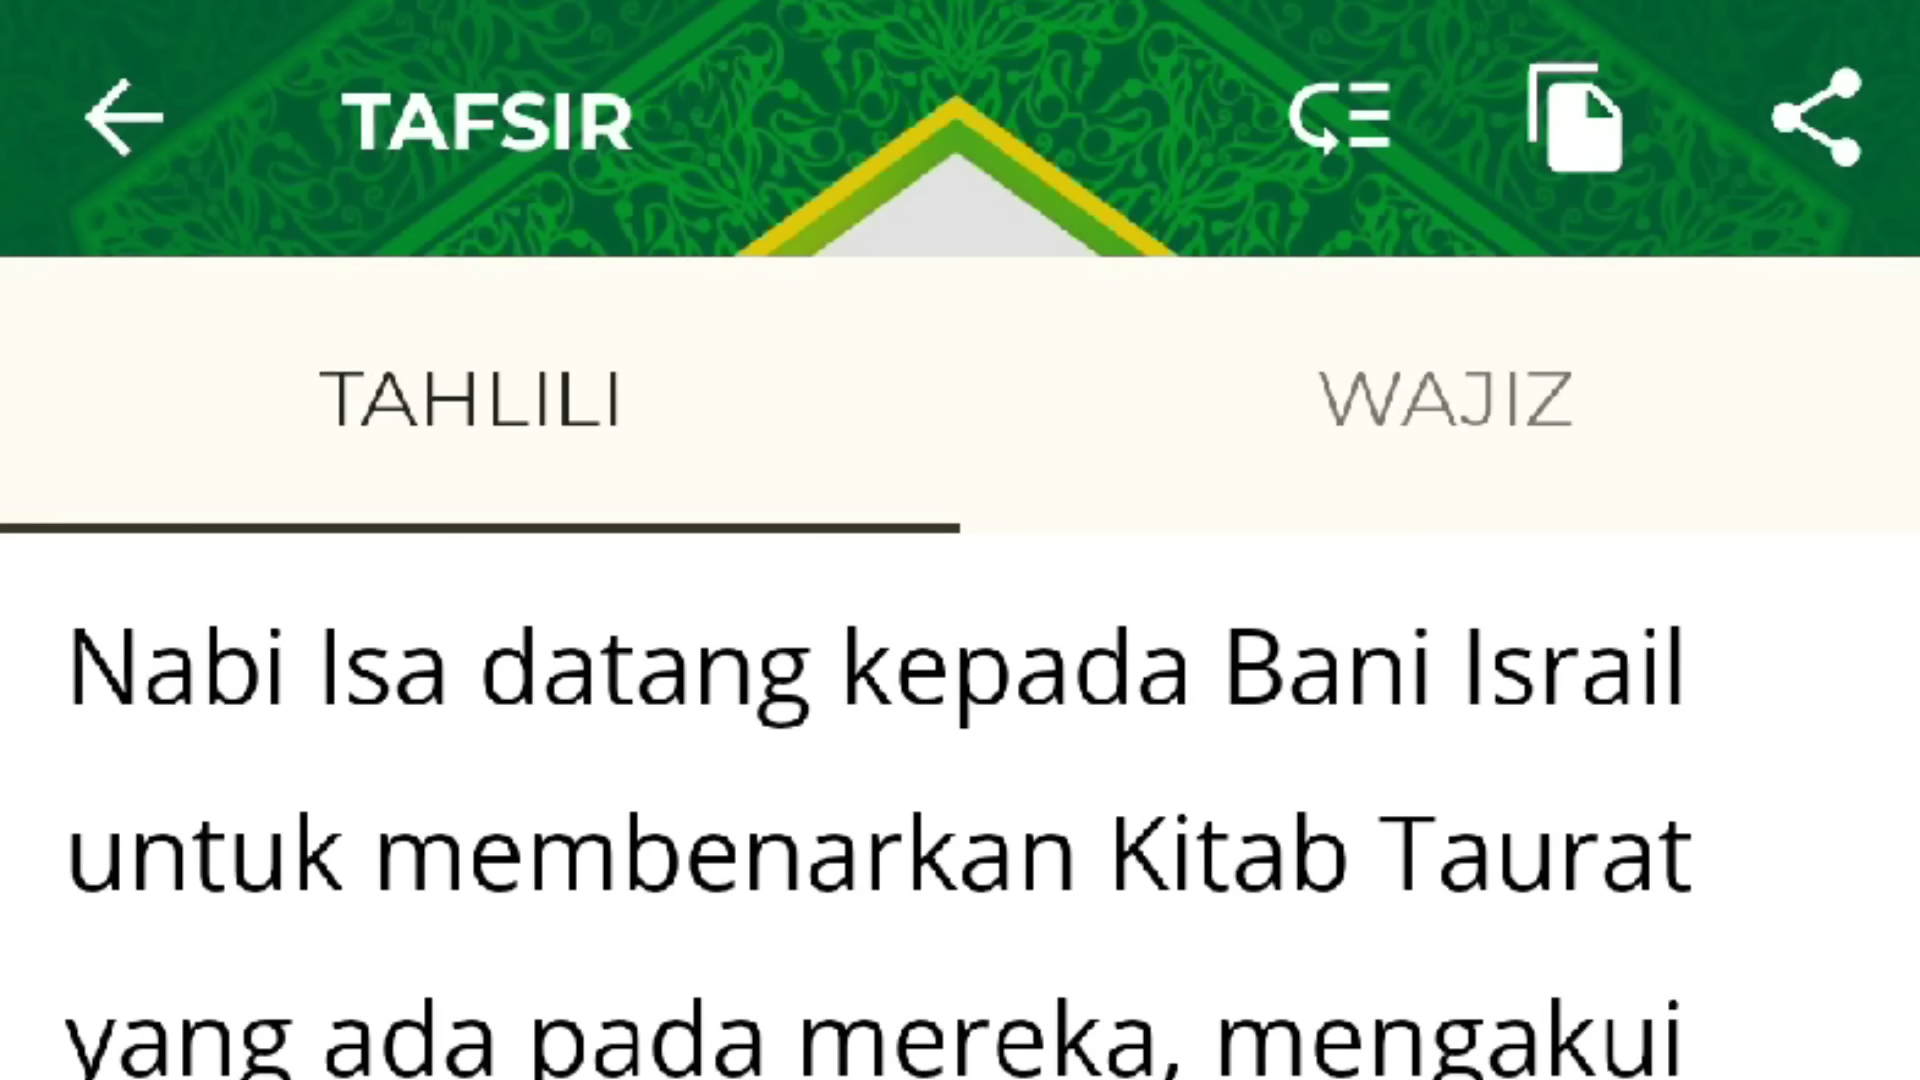 TAFSIR
TAHLILI
WAJIZ
Nabi Isa datang kepada Bani Israil
untuk membenarkan Kitab Taurat
yang ada pada mereka, mengakui